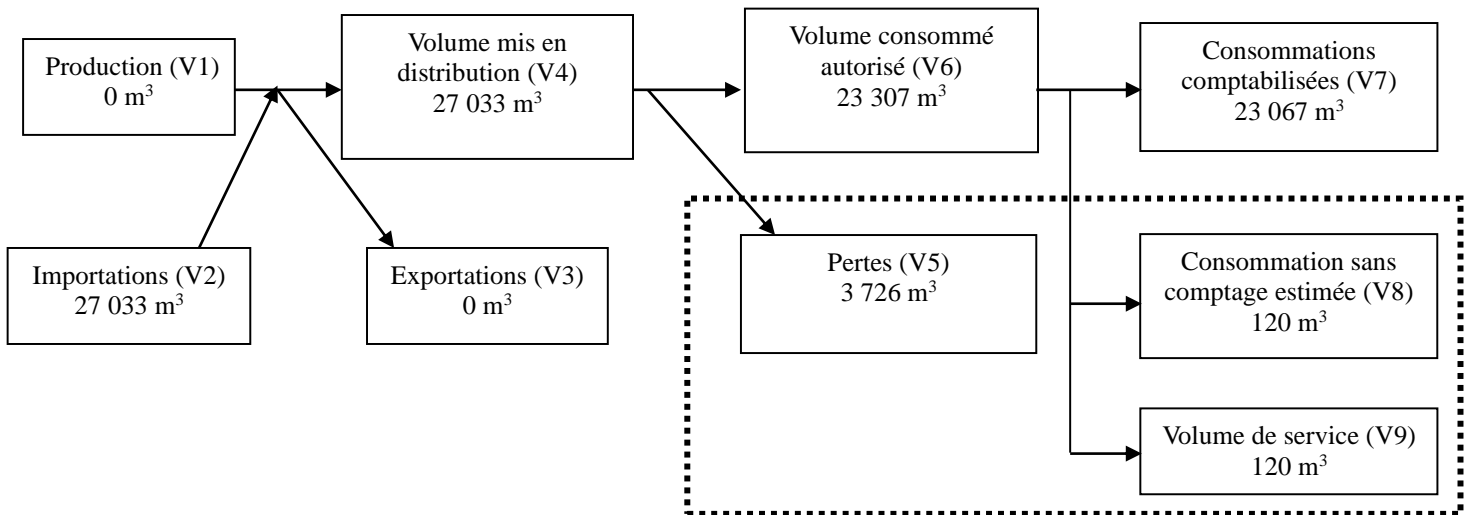 Production (V1)
0 m³
Volume mis en
distribution (V4)
27 033 m³
Volume consommé
autorisé (V6)
23 307 m³
Consommations
comptabilisées (V7)
23 067 m³
Importations (V2)
27 033 m³
Exportations (V3)
0 m³
Pertes (V5)
3 726 m³
Consommation sans
comptage estimée (V8)
120 m³
Volume de service (V9)
120 m³